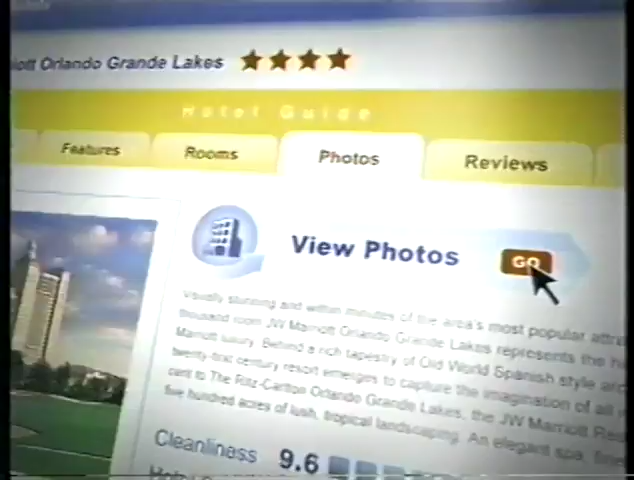 iott Orlando Grande Lakes
Hotel Guide
Features
Rooms
Photos
Reviews
View Photos
GO
Visually stunning and within minutes of the area's most popular attra
thousand room JW Marriott Orlando Grande Lakes represents the
Marriott luxury. Behind a rich tapestry of Old World Spanish style
twenty-first century resort emerges to capture the imagination of all
cent to The Ritz-Carlton Orlando Grande Lakes, the JW Marriott
five hundred acres of lush, tropical landscaping. An elegant spa,
Cleanliness 9.6